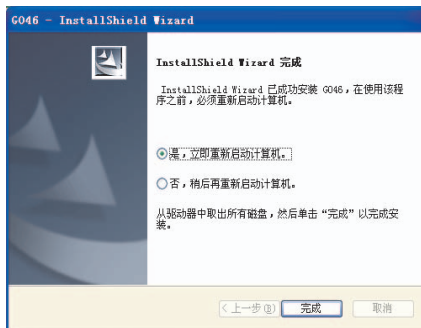 G046 - InstallShield Wizard
InstallShield Wizard 完成
InstallShield Wizard 已成功安装 G046，在使用该程
序之前，必须重新启动计算机。
是，立即重新启动计算机。
否，稍后再重新启动计算机。
从驱动器中取出所有磁盘，然后单击“完成”以完成安
装。
< 上一步(B) 完成 取消